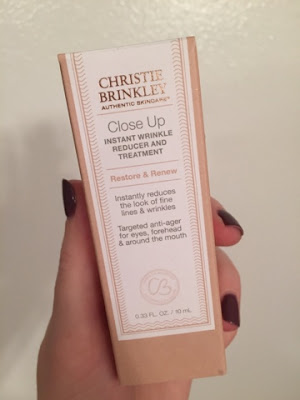 CHRISTIE
BRINKLEY
AUTHENTIC SKINCARE®
Close Up
INSTANT WRINKLE
REDUCER AND
TREATMENT
Restore & Renew
Instantly reduces
the look of fine
lines & wrinkles
Targeted anti-ager
for eyes, forehead
& around the mouth
CB
0.33 FL. OZ. / 10 mL